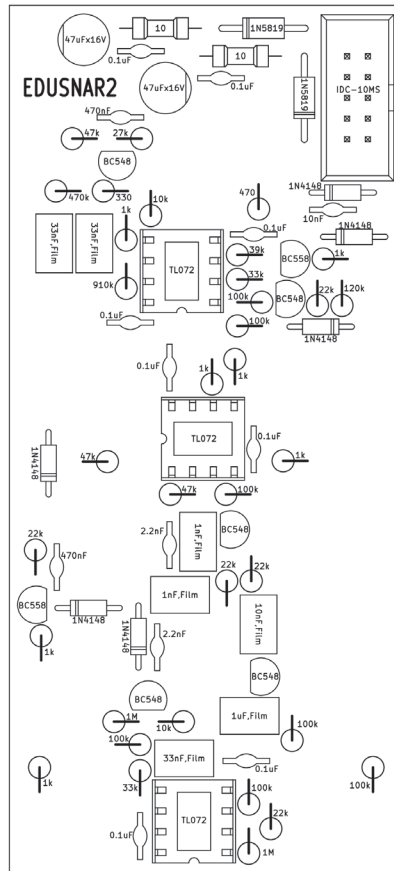 47uFx16V
10
1N5819
0.1uF
10
47uFx16V
0.1uF
EDUSNAR2
1N5819
IDC-10MS
470nF
47k
27k
BC548
470k
330
10k
470
1N4148
10nF
33nF,Film
33nF,Film
1k
0.1uF
1N4148
TL072
39k
BC558
1k
910k
33k
BC548
100k
22k
120k
0.1uF
100k
1N4148
0.1uF
1k
1k
1N4148
47k
TL072
0.1uF
1k
47k
100k
2.2nF
1nF,Film
BC548
22k
470nF
22k
22k
1nF,Film
BC558
1N4148
10nF,Film
1N4148
2.2nF
1k
BC548
BC548
1M
10k
1uF,Film
100k
100k
33nF,Film
0.1uF
1k
33k
100k
100k
TL072
22k
0.1uF
1M